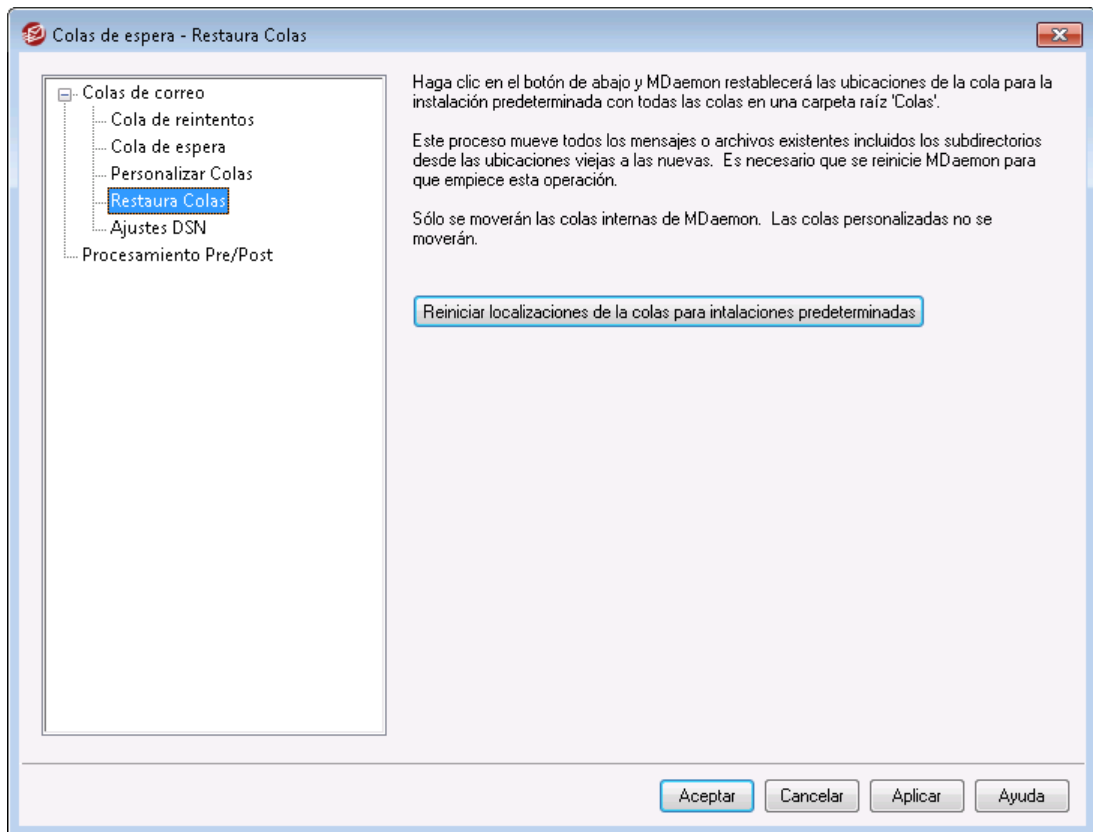 Colas de espera - Restaura Colas
Colas de correo
Cola de reintentos
Cola de espera
Personalizar Colas
Restaura Colas
Ajustes DSN
Procesamiento Pre/Post
Haga clic en el botón de abajo y MDaemon restablecerá las ubicaciones de la cola para la
instalación predeterminada con todas las colas en una carpeta raíz 'Colas'.
Este proceso mueve todos los mensajes o archivos existentes incluidos los subdirectorios
desde las ubicaciones viejas a las nuevas.  Es necesario que se reinicie MDaemon para
que empiece esta operación.
Sólo se moverán las colas internas de MDaemon.  Las colas personalizadas no se
moverán.
Reiniciar localizaciones de la colas para intalaciones predeterminadas
Aceptar
Cancelar
Aplicar
Ayuda